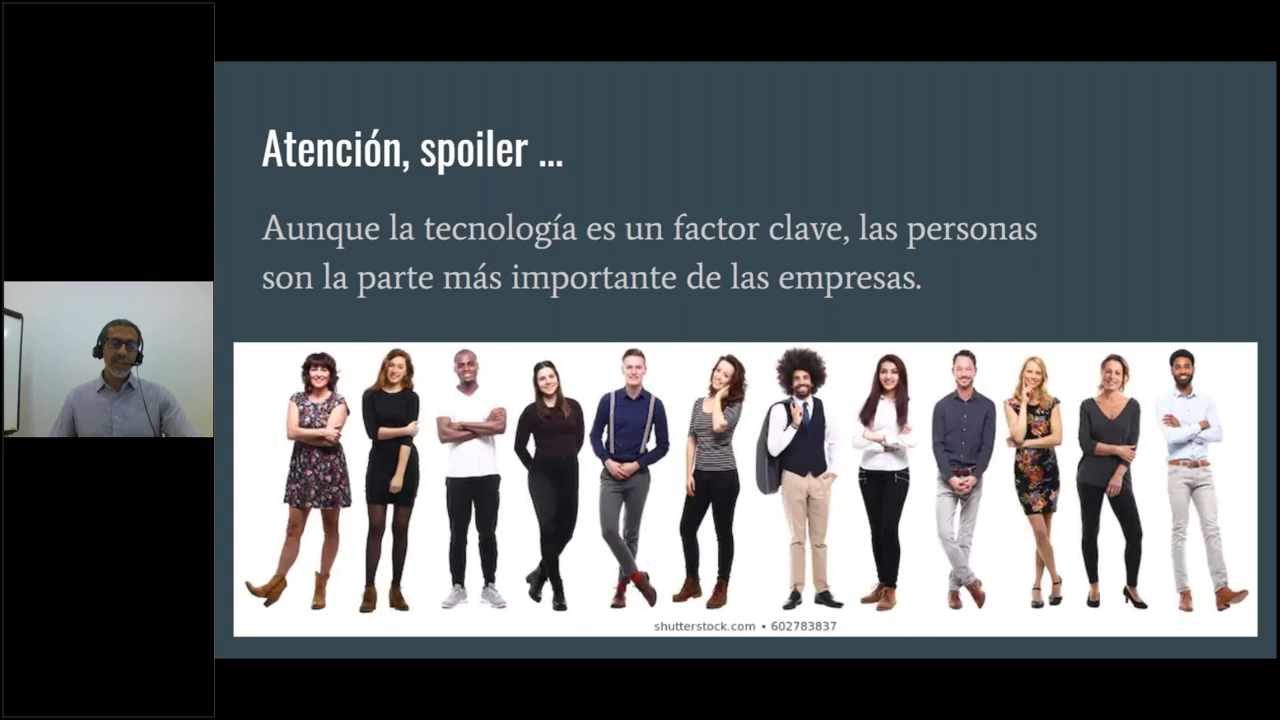 Atención, spoiler ...
Aunque la tecnología es un factor clave, las personas
son la parte más importante de las empresas.
shutterstock.com • 602783837